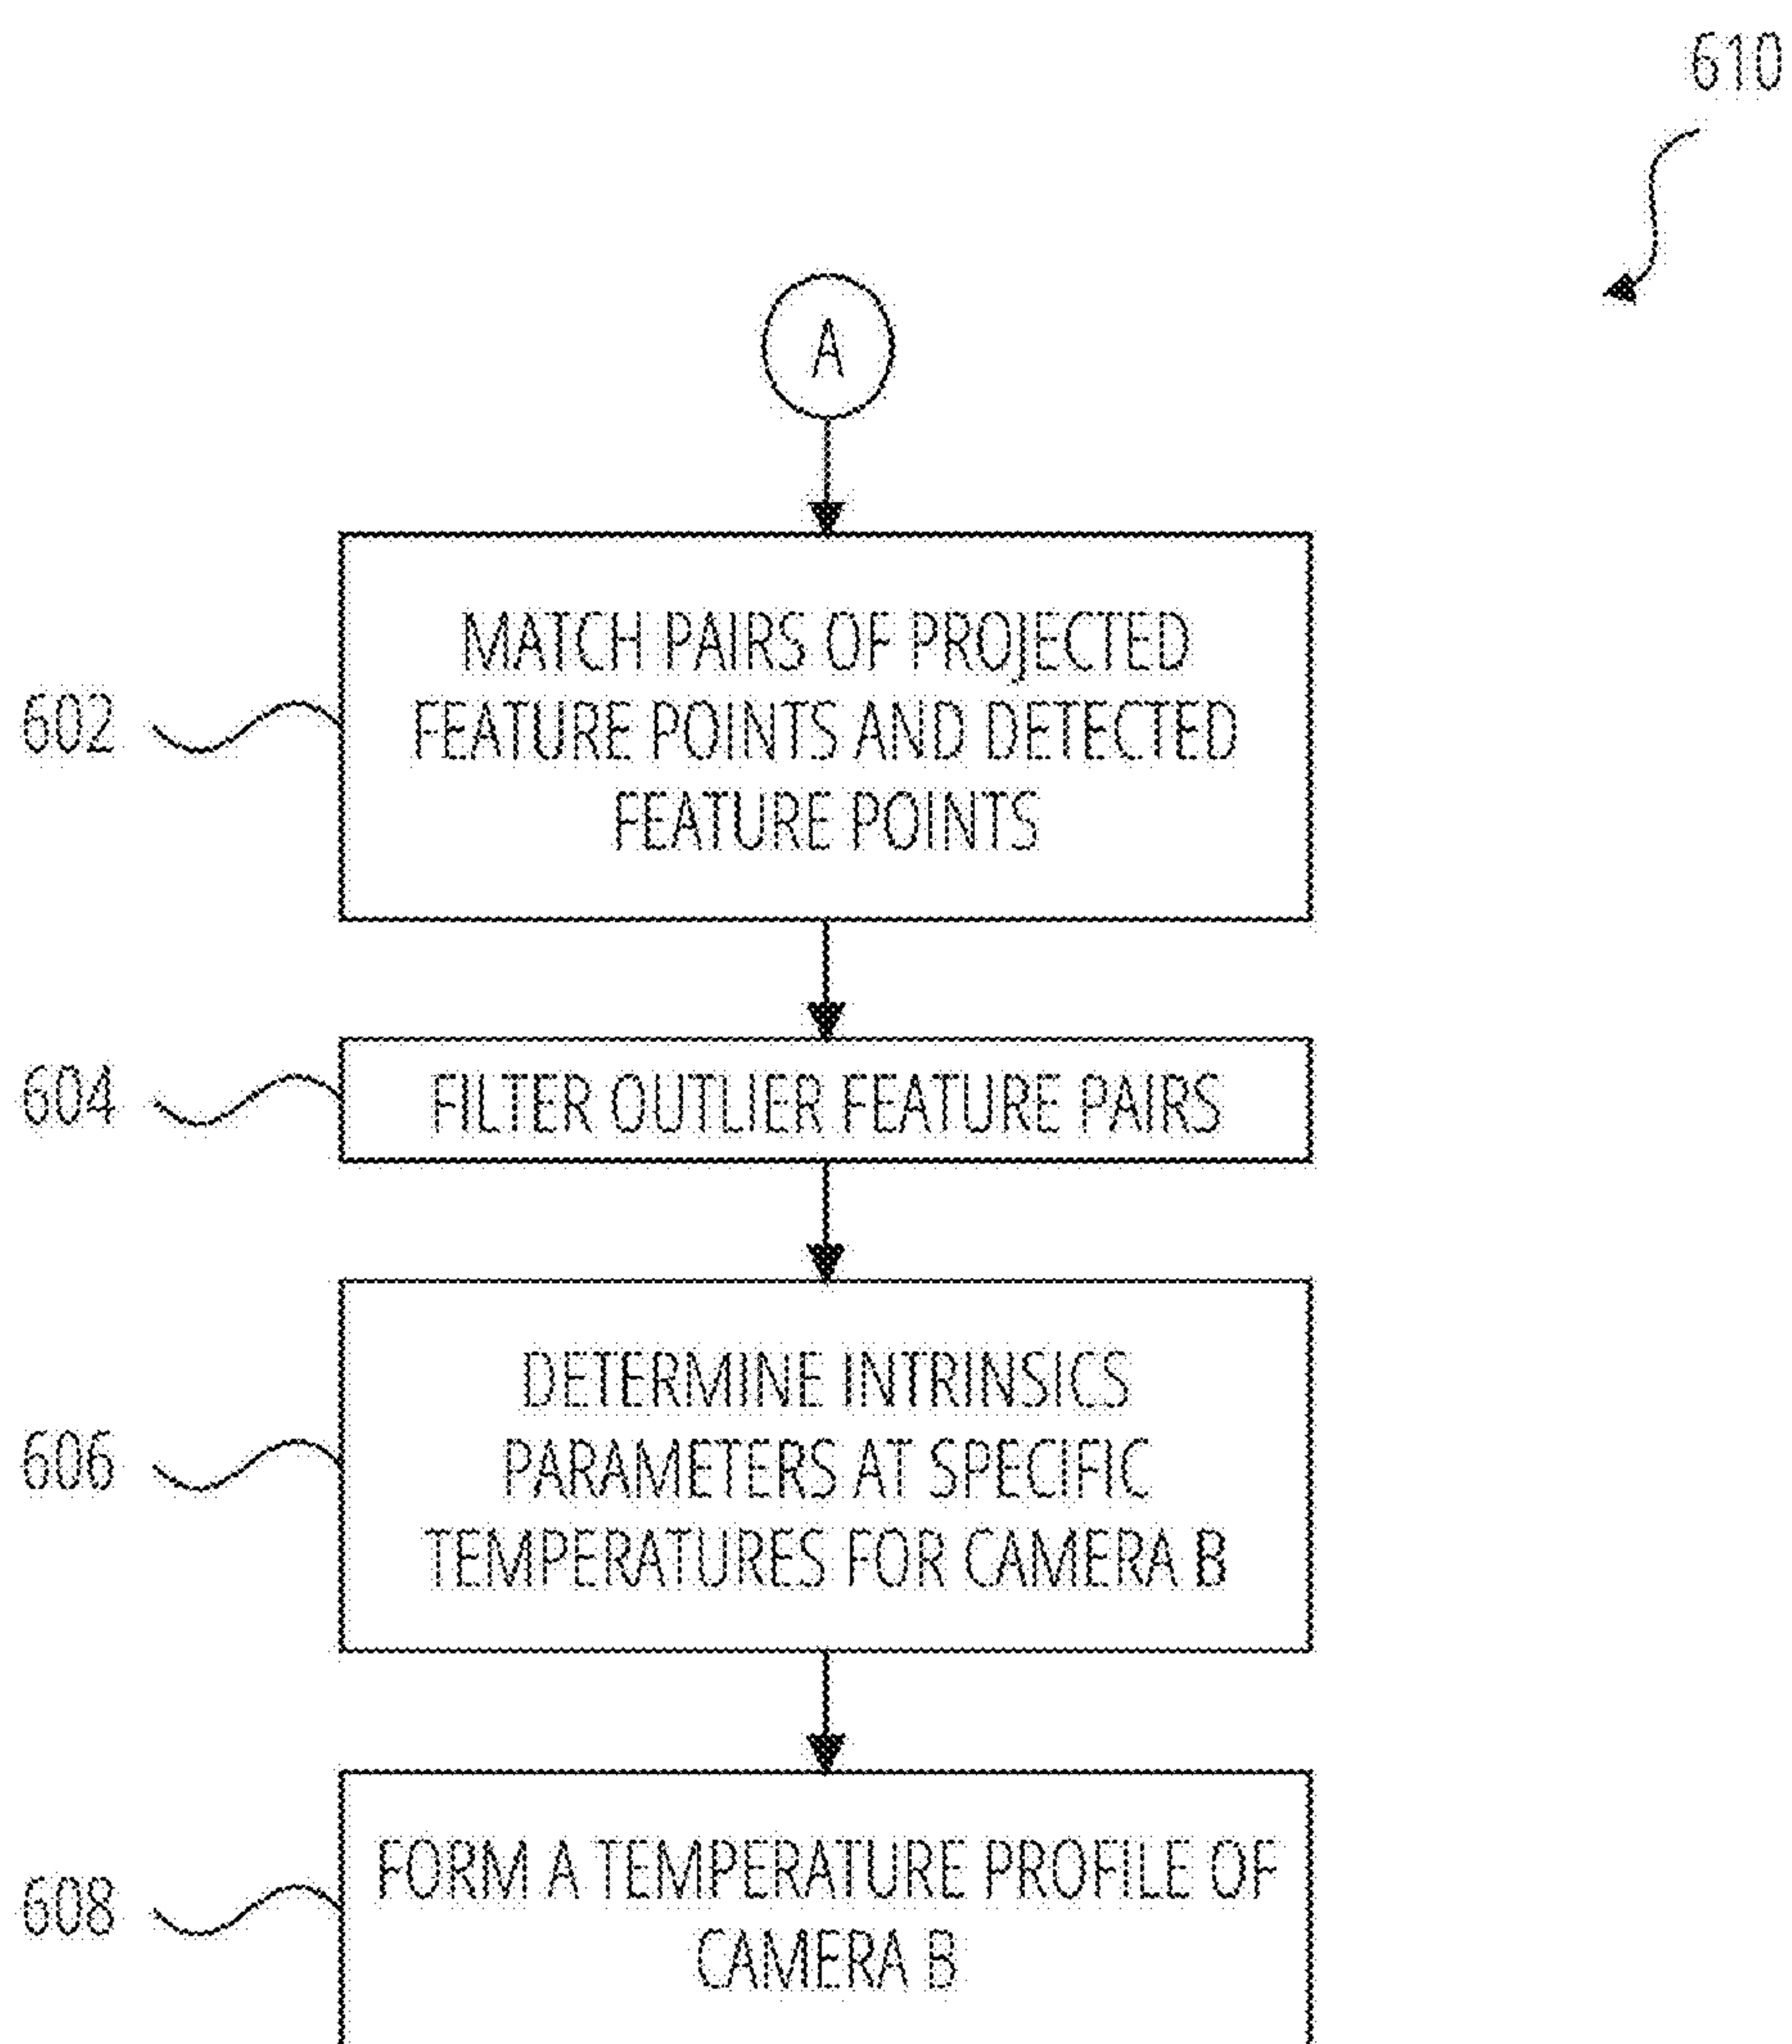 610
A
602
MATCH PAIRS OF PROJECTED
FEATURE POINTS AND DETECTED
FEATURE POINTS
604
FILTER OUTLIER FEATURE PAIRS
606
DETERMINE INTRINSICS
PARAMETERS AT SPECIFIC
TEMPERATURES FOR CAMERA B
608
FORM A TEMPERATURE PROFILE OF
CAMERA B